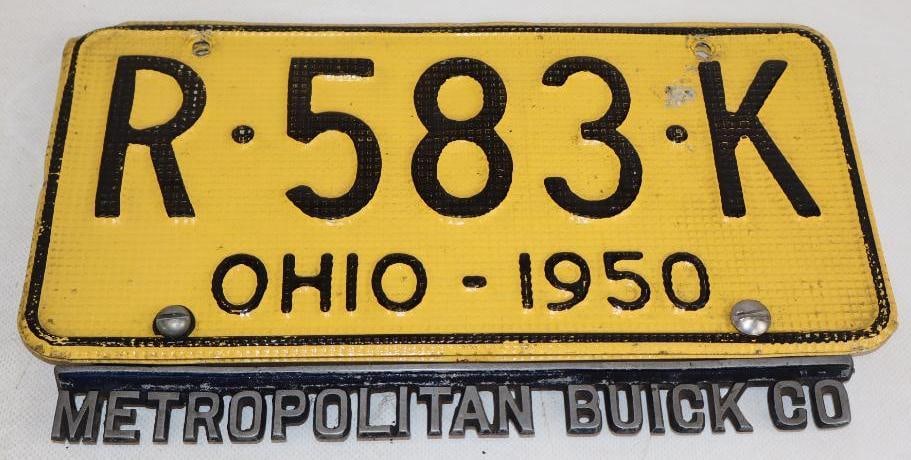 R·583·K
OHIO - 1950
METROPOLITAN BUICK CO